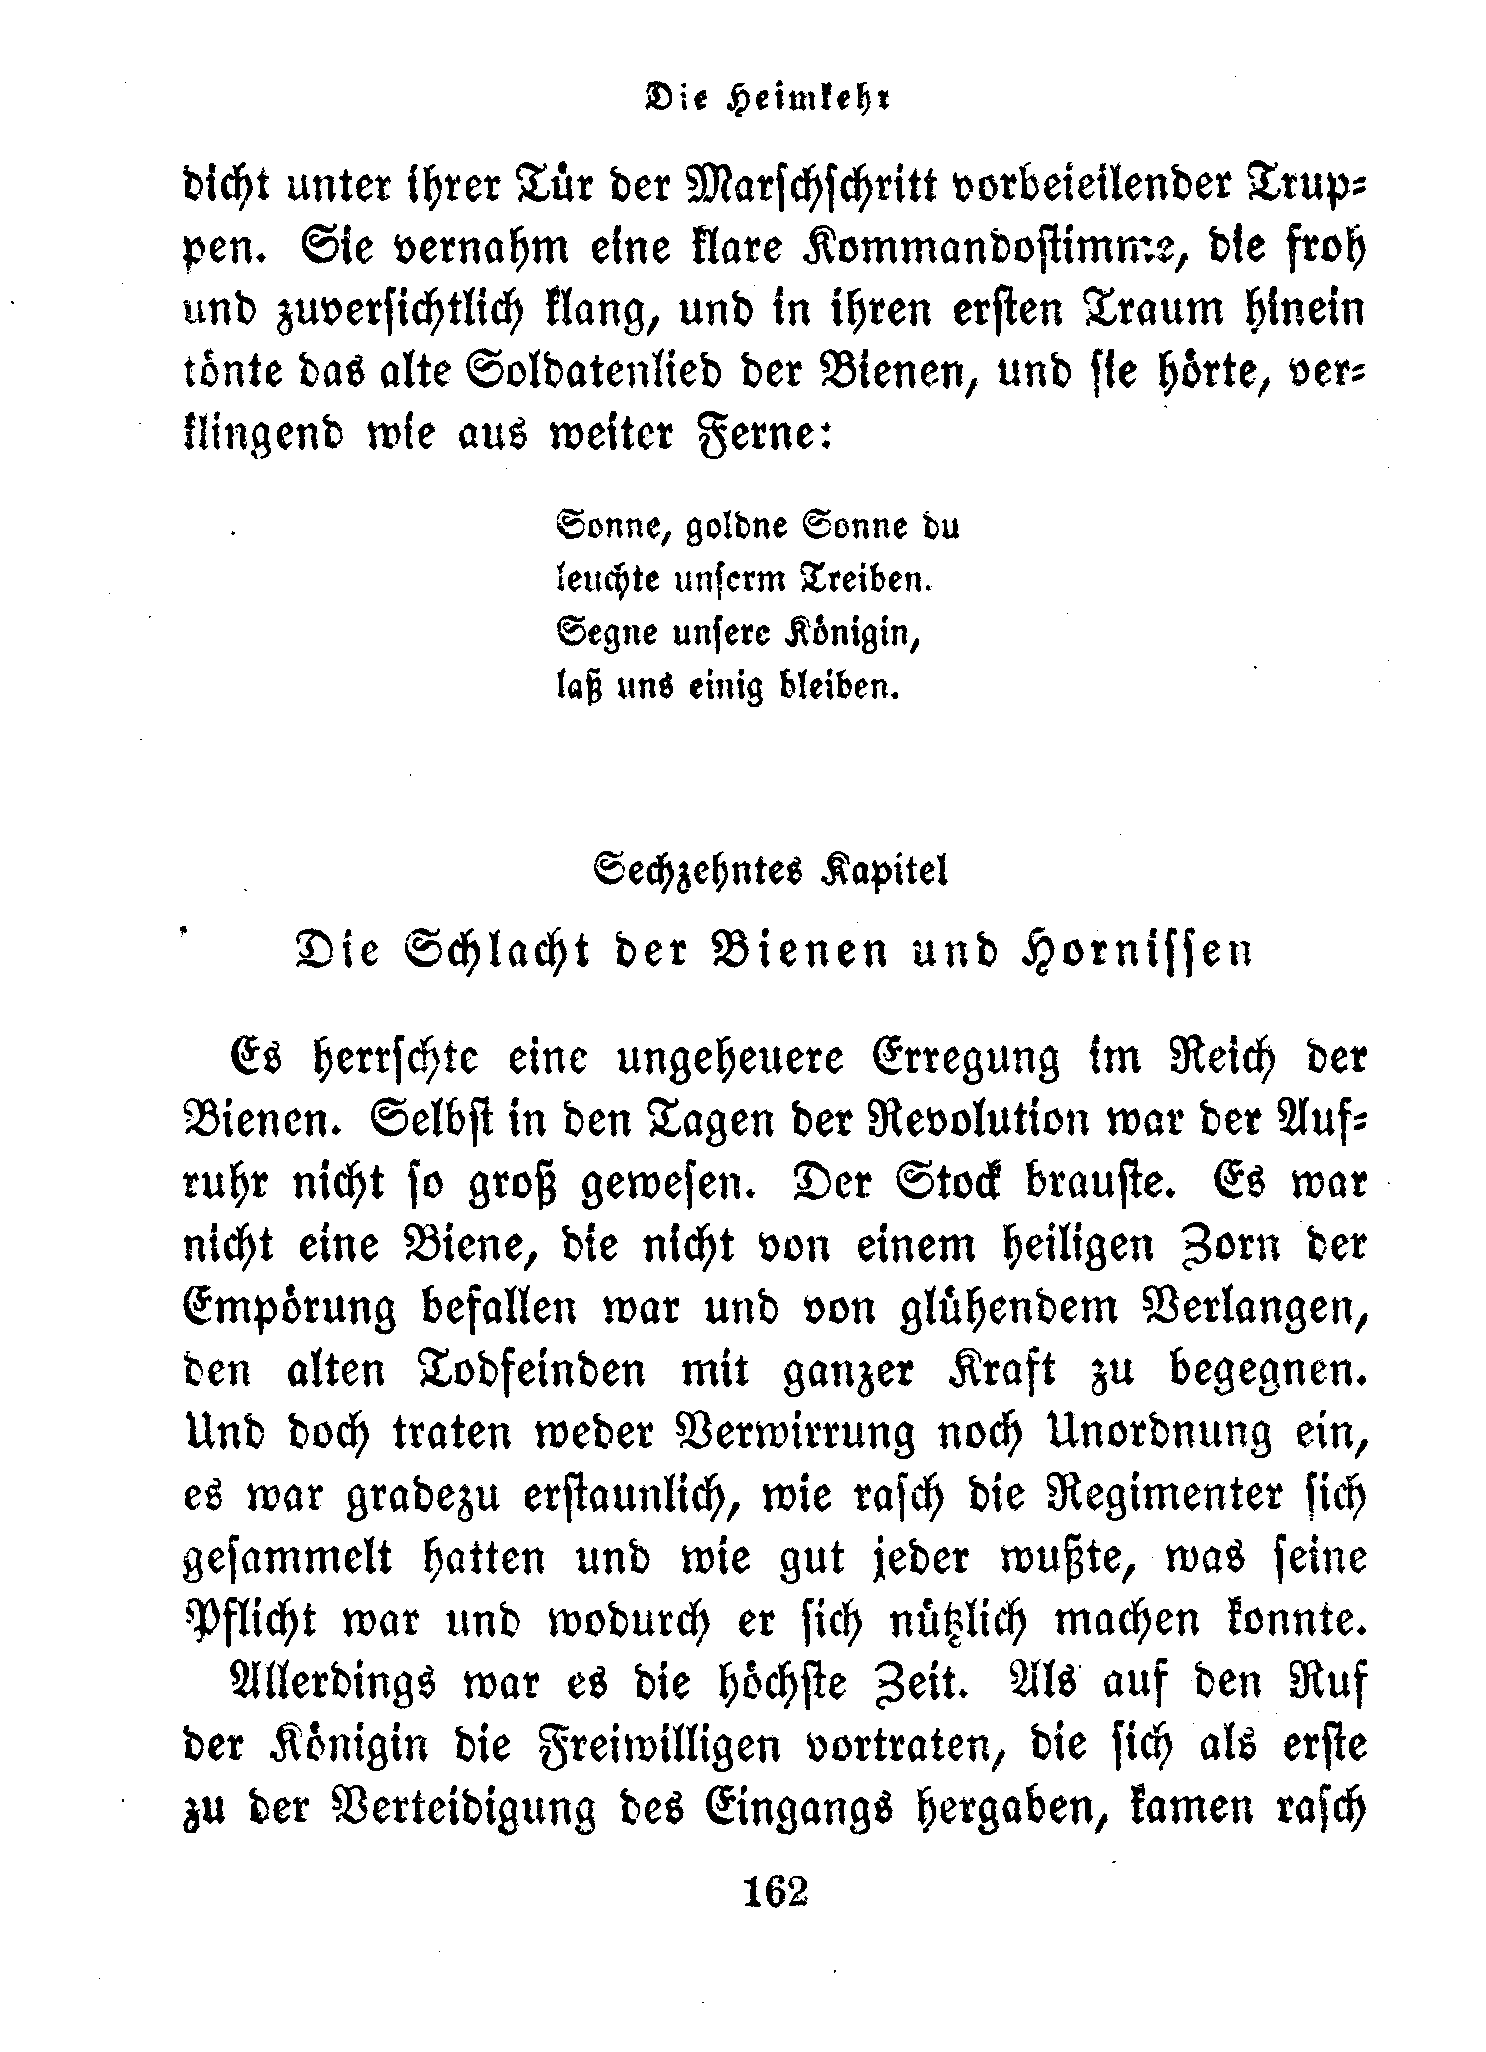 Die Heimkehr
dicht unter ihrer Tür der Marschschritt vorbeieilender Trup-
pen. Sie vernahm eine klare Kommandostimme, die froh
und zuversichtlich klang, und in ihren ersten Traum hinein
tönte das alte Soldatenlied der Bienen, und sie hörte, ver-
klingend wie aus weiter Ferne:
Sonne, goldne Sonne du
leuchte unserm Treiben.
Segne unsere Königin,
laß uns einig bleiben.
Sechzehntes Kapitel
Die Schlacht der Bienen und Hornissen
Es herrschte eine ungeheuere Erregung im Reich der
Bienen. Selbst in den Tagen der Revolution war der Auf-
ruhr nicht so groß gewesen. Der Stock brauste. Es war
nicht eine Biene, die nicht von einem heiligen Zorn der
Empörung befallen war und von glühendem Verlangen,
den alten Todfeinden mit ganzer Kraft zu begegnen.
Und doch traten weder Verwirrung noch Unordnung ein,
es war gradezu erstaunlich, wie rasch die Regimenter sich
gesammelt hatten und wie gut jeder wußte, was seine
Pflicht war und wodurch er sich nützlich machen konnte.
Allerdings war es die höchste Zeit. Als auf den Ruf
der Königin die Freiwilligen vortraten, die sich als erste
zu der Verteidigung des Eingangs hergaben, kamen rasch
162